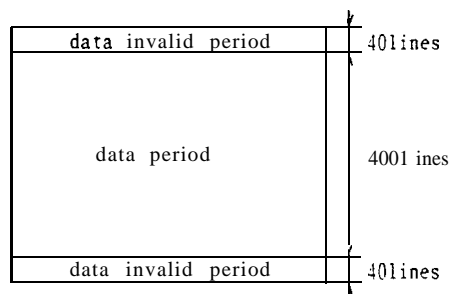 data invalid period 40lines
data period 4001 ines
data invalid period 40lines